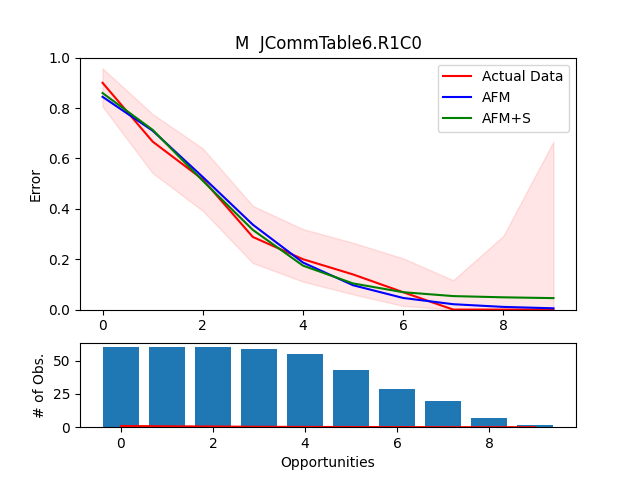 M  JCommTable6.R1C0
Error
1.0
0.8
0.6
0.4
0.2
0.0
Actual Data
AFM
AFM+S
0 2 4 6 8
# of Obs.
50
25
0
0 2 4 6 8
Opportunities